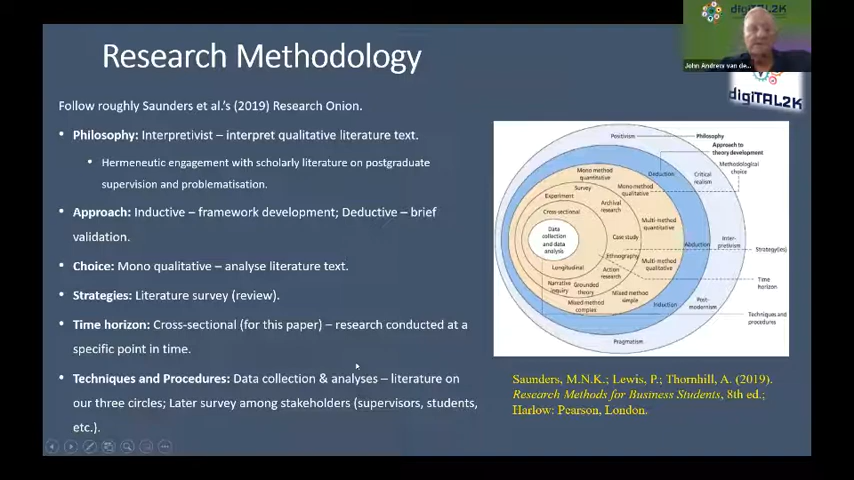 Research Methodology
digiTAL2K
John Andrew van de...
digiTAL2K
Follow roughly Saunders et al.'s (2019) Research Onion.
• Philosophy: Interpretivist – interpret qualitative literature text.
• Hermeneutic engagement with scholarly literature on postgraduate
supervision and problematisation.
• Approach: Inductive – framework development; Deductive – brief
validation.
• Choice: Mono qualitative – analyse literature text.
• Strategies: Literature survey (review).
• Time horizon: Cross-sectional (for this paper) – research conducted at a
specific point in time.
• Techniques and Procedures: Data collection & analyses – literature on
our three circles; Later survey among stakeholders (supervisors, students,
etc.).
Positivism
Philosophy
Approach to
theory development
Methodological
choice
Deduction
Critical
realism
Mono method
quantitative
Survey
Mono method
qualitative
Experiment
Archival
research
Cross-sectional
Multi-method
quantitative
Data
collection
and data
analysis
Case study
Abduction
Inter-
pretivism
Strategy(ies)
Ethnography
Longitudinal
Multi-method
qualitative
Action
research
Time
horizon
Narrative
inquiry
Grounded
theory
Mixed method
simple
Mixed method
complex
Induction
Post-
modernism
Techniques and
procedures
Pragmatism
Saunders, M.N.K.; Lewis, P.; Thornhill, A. (2019).
Research Methods for Business Students, 8th ed.;
Harlow: Pearson, London.